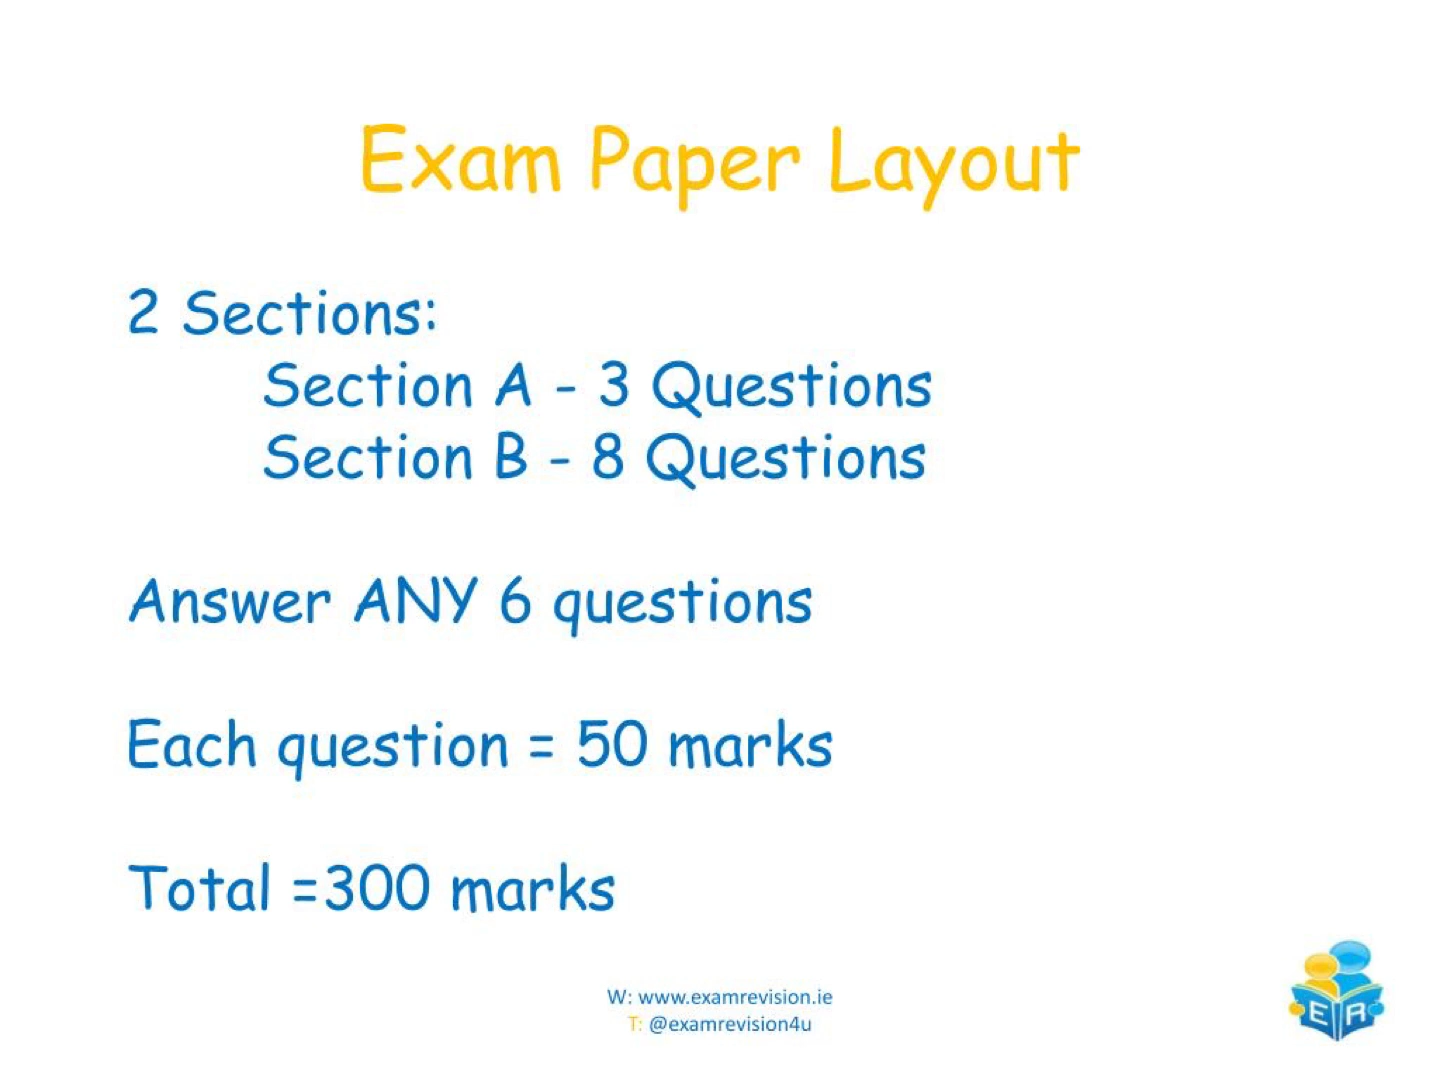 Exam Paper Layout
2 Sections:
Section A - 3 Questions
Section B - 8 Questions
Answer ANY 6 questions
Each question = 50 marks
Total =300 marks
W: www.examrevision.ie
T: @examrevision4u
E R